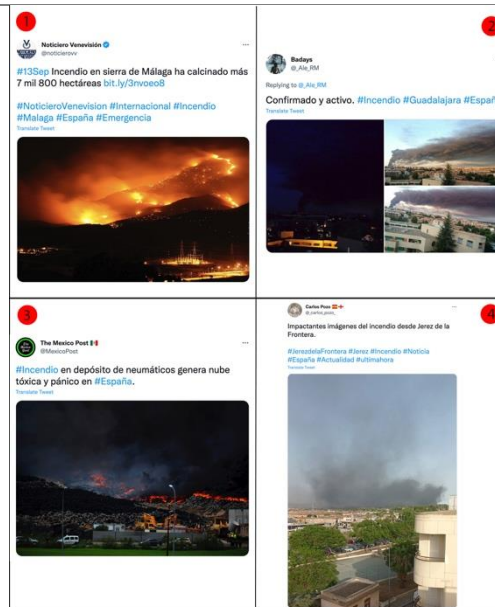 1
Noticiero Venevisión
@noticierovv
#13Sep Incendio en sierra de Málaga ha calcinado más
7 mil 800 hectáreas bit.ly/3nvoeo8
#NoticieroVenevision #Internacional #Incendio
#Malaga #España #Emergencia
2
Badays
@_Ale_RM
Replying to @_Ale_RM
Confirmado y activo. #Incendio #Guadalajara #Españ
Translate Tweet
3
The Mexico Post
@MexicoPost
#Incendio en depósito de neumáticos genera nube
tóxica y pánico en #España.
Translate Tweet
4
Carlos Pozo
@_carlos_pozo_
Impactantes imágenes del incendio desde Jerez de la
Frontera.
#JerezdelaFrontera #Jerez #Incendio #Noticia
#España #Actualidad #ultimahora
Translate Tweet